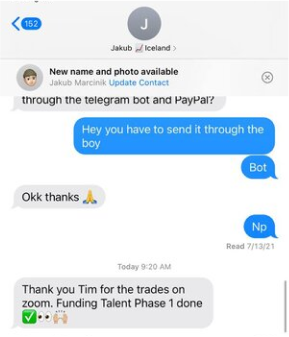 152
J
Jakub 📈 Iceland >
New name and photo available
Jakub Marcinik Update Contact
through the telegram bot and PayPal?
Hey you have to send it through the
boy
Bot
Okk thanks 🙏
Np
Read 7/13/21
Today 9:20 AM
Thank you Tim for the trades on
zoom. Funding Talent Phase 1 done
✅👀🙌🏻